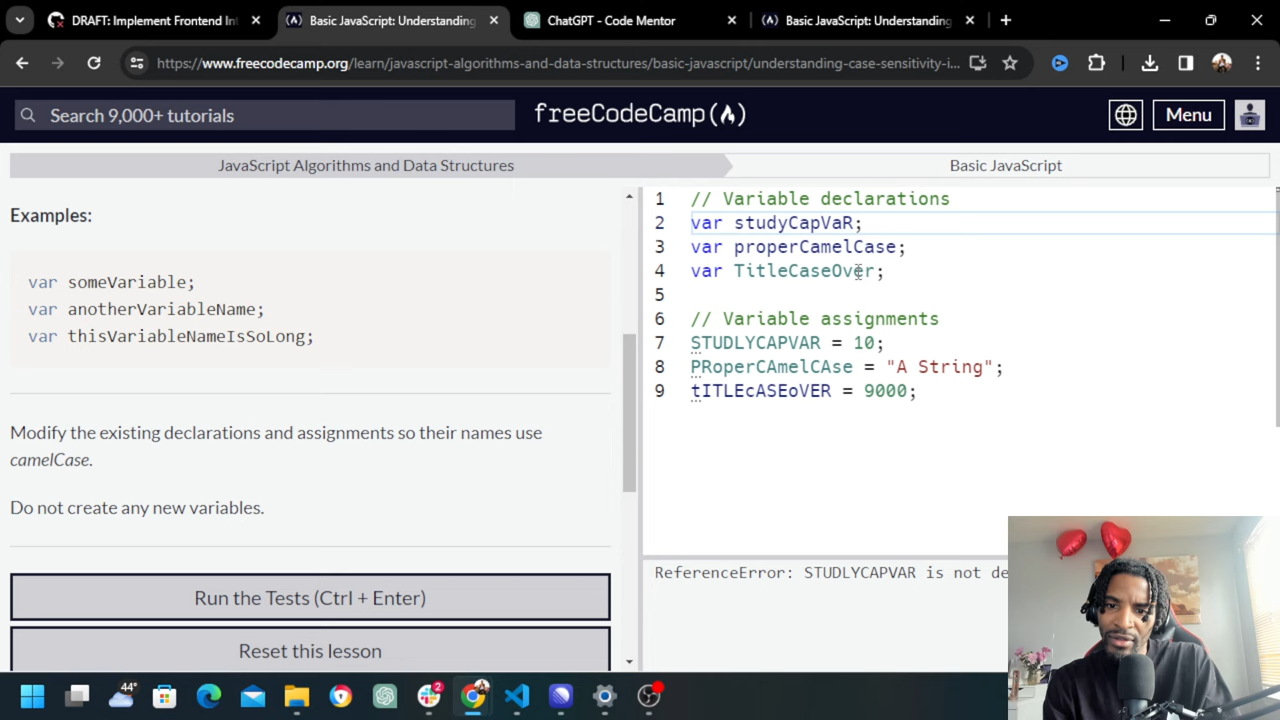 DRAFT: Implement Frontend Int
Basic JavaScript: Understanding
ChatGPT - Code Mentor
Basic JavaScript: Understanding
https://www.freecodecamp.org/learn/javascript-algorithms-and-data-structures/basic-javascript/understanding-case-sensitivity-i...
Search 9,000+ tutorials
freeCodeCamp
Menu
JavaScript Algorithms and Data Structures
Basic JavaScript
Examples:
var someVariable;
var anotherVariableName;
var thisVariableNameIsSoLong;
Modify the existing declarations and assignments so their names use
camelCase.
Do not create any new variables.
Run the Tests (Ctrl + Enter)
Reset this lesson
1 // Variable declarations
2 var studyCapVaR;
3 var properCamelCase;
4 var TitleCaseOver;
5
6 // Variable assignments
7 STUDLYCAPVAR = 10;
8 PRoperCAmelCAse = "A String";
9 tITLEcASEoVER = 9000;
ReferenceError: STUDLYCAPVAR is not de
44°
2